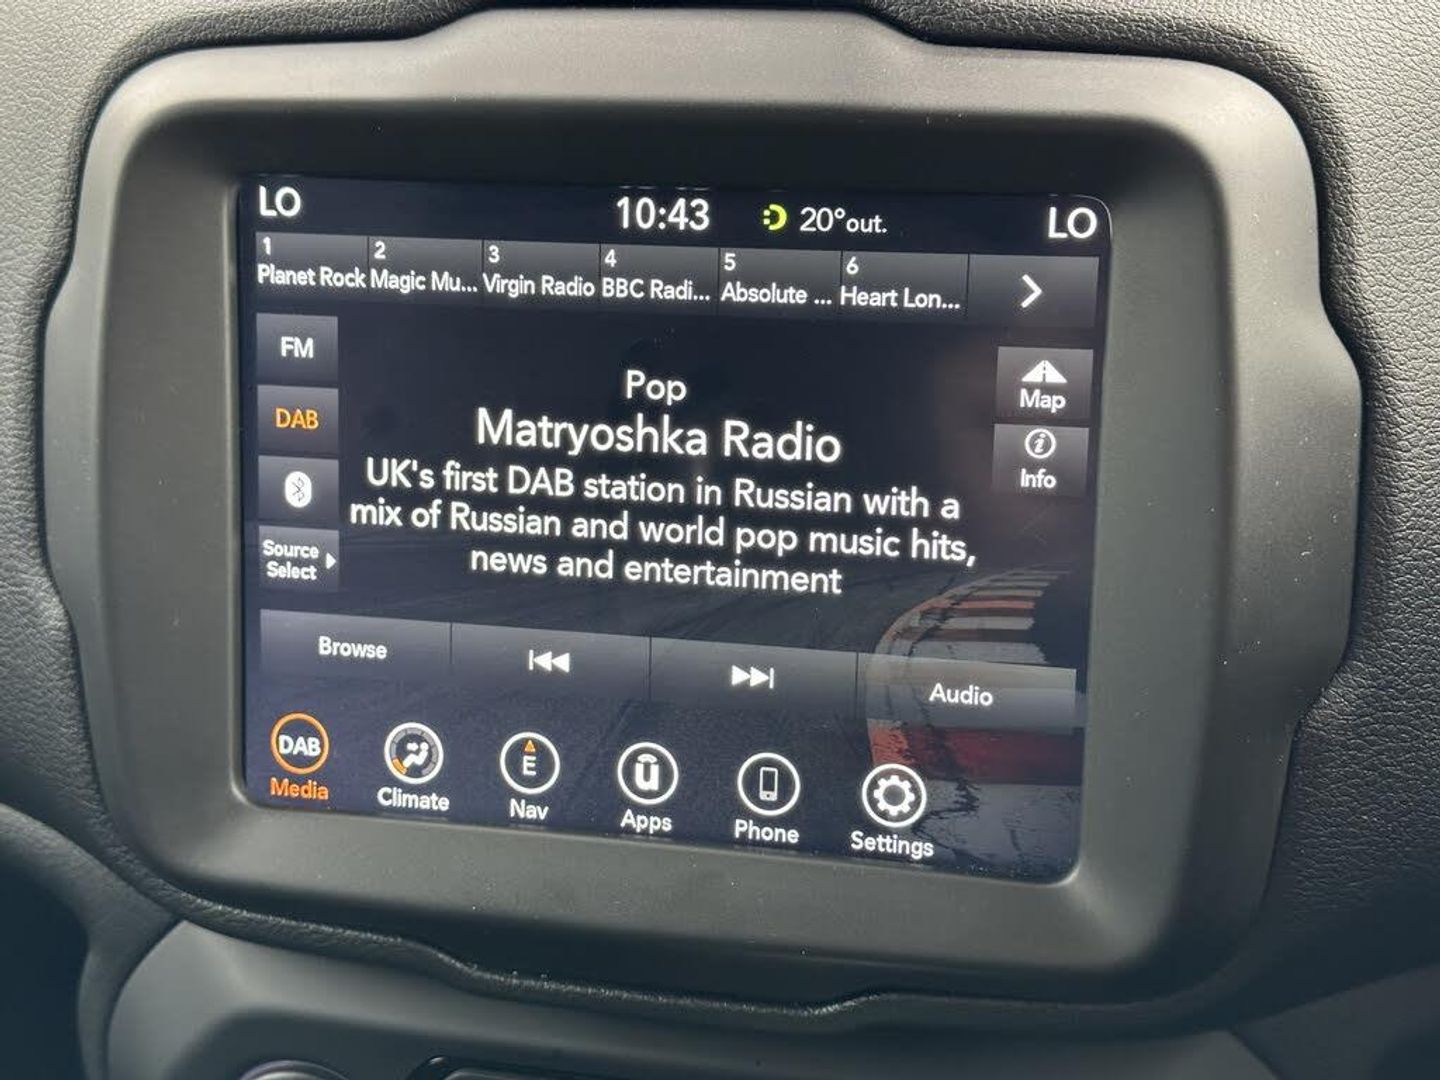 LO 10:43 20°out. LO
1 2 3 4 5 6
Planet Rock Magic Mu... Virgin Radio BBC Radi... Absolute ... Heart Lon...
FM
DAB
Source
Select
Pop
Matryoshka Radio
UK's first DAB station in Russian with a
mix of Russian and world pop music hits,
news and entertainment
Map
Info
Browse Audio
DAB E u
Media Climate Nav Apps Phone Settings